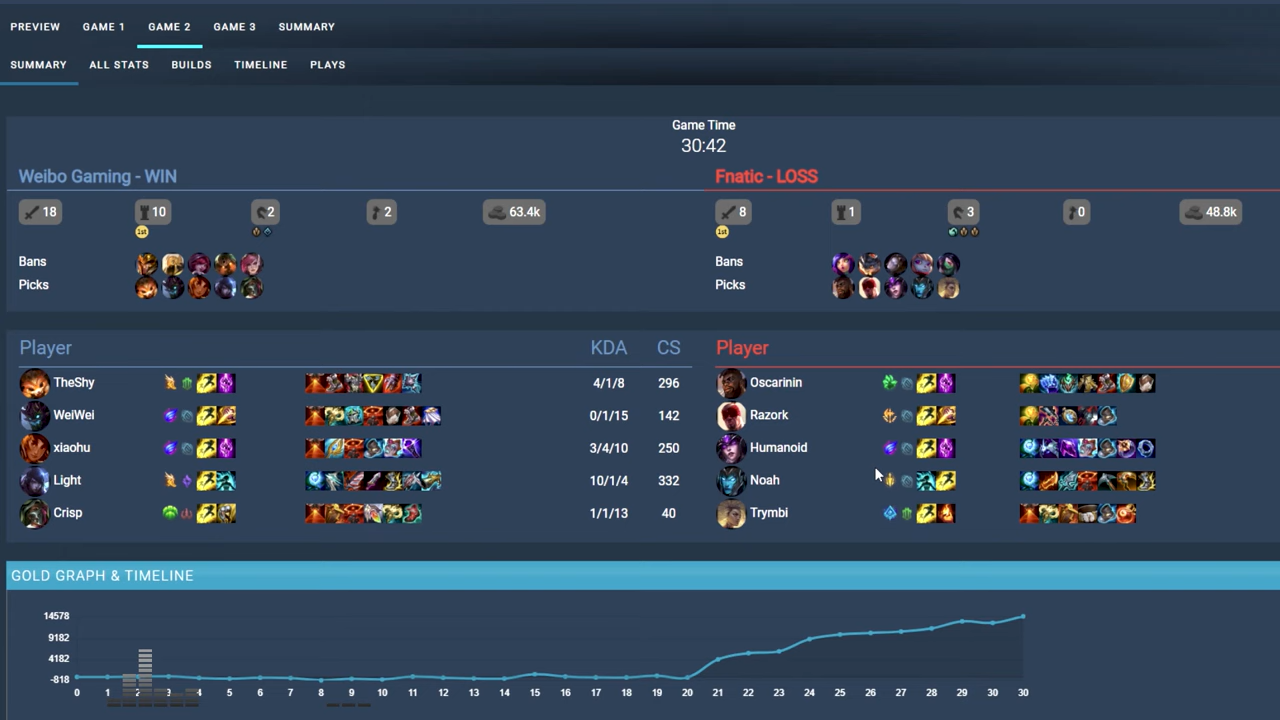 PREVIEW GAME 1 GAME 2 GAME 3 SUMMARY
SUMMARY ALL STATS BUILDS TIMELINE PLAYS
Game Time
30:42
Weibo Gaming - WIN Fnatic - LOSS
18 10 2 2 63.4k 8 1 3 0 48.8k
1st 1st
Bans Bans
Picks Picks
Player KDA CS Player
TheShy 4/1/8 296 Oscarinin
WeiWei 0/1/15 142 Razork
xiaohu 3/4/10 250 Humanoid
Light 10/1/4 332 Noah
Crisp 1/1/13 40 Trymbi
GOLD GRAPH & TIMELINE
14578
9182
4182
-818
0 1 2 3 4 5 6 7 8 9 10 11 12 13 14 15 16 17 18 19 20 21 22 23 24 25 26 27 28 29 30 30